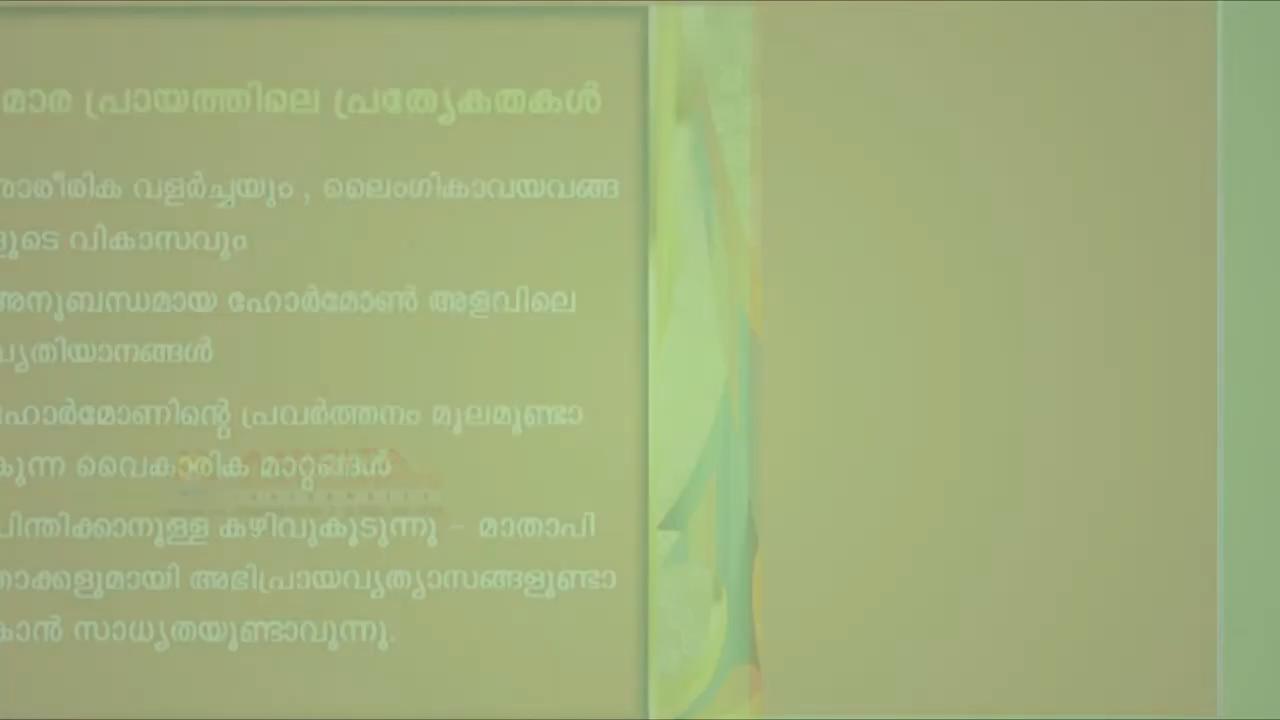 മാര പ്രായത്തിലെ പ്രത്യേകതകൾ
ശാരീരിക വളർച്ചയും , ലൈംഗികാവയവങ്ങ
ളുടെ വികാസവും
അനുബന്ധമായ ഹോർമോൺ അളവിലെ
വ്യതിയാനങ്ങൾ
ഹോർമോണിന്റെ പ്രവർത്തനം മൂലമുണ്ടാ
കുന്ന വൈകാരിക മാറ്റങ്ങൾ
ചിന്തിക്കാനുള്ള കഴിവുകൂടുന്നു – മാതാപി
താക്കളുമായി അഭിപ്രായവ്യത്യാസങ്ങളുണ്ടാ
കാൻ സാധ്യതയുണ്ടാവുന്നു.